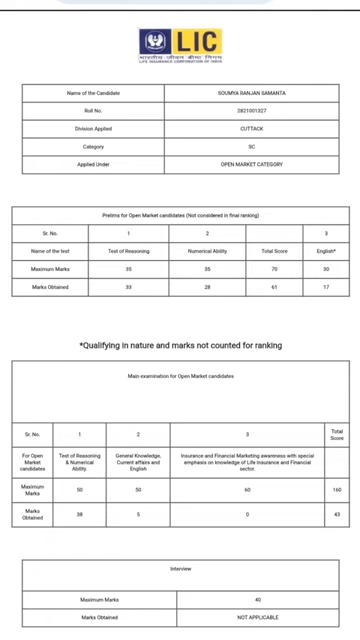 LIC
भारतीय जीवन बीमा निगम
LIFE INSURANCE CORPORATION OF INDIA
Name of the Candidate SOUMYA RANJAN SAMANTA
Roll No. 2821001327
Division Applied CUTTACK
Category SC
Applied Under OPEN MARKET CATEGORY
Prelims for Open Market candidates (Not considered in final ranking)
Sr. No. 1 2 3
Name of the test Test of Reasoning Numerical Ability Total Score English*
Maximum Marks 35 35 70 30
Marks Obtained 33 28 61 17
*Qualifying in nature and marks not counted for ranking
Main examination for Open Market candidates
Sr. No. 1 2 3 Total Score
For Open Market candidates Test of Reasoning & Numerical Ability. General Knowledge, Current affairs and English Insurance and Financial Marketing awareness with special emphasis on knowledge of Life Insurance and Financial sector.
Maximum Marks 50 50 60 160
Marks Obtained 38 5 0 43
Interview
Maximum Marks 40
Marks Obtained NOT APPLICABLE